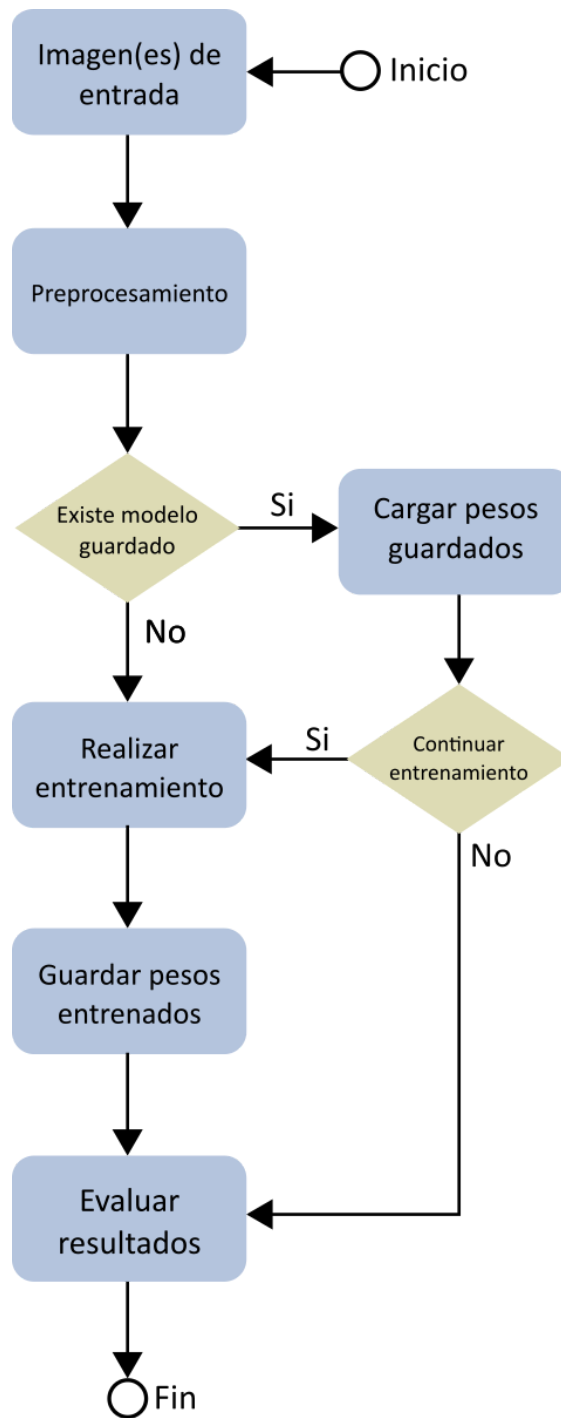 Imagen(es) de
entrada
Inicio
Preprocesamiento
Existe modelo
guardado
Si
Cargar pesos
guardados
No
Realizar
entrenamiento
Si
Continuar
entrenamiento
No
Guardar pesos
entrenados
Evaluar
resultados
Fin